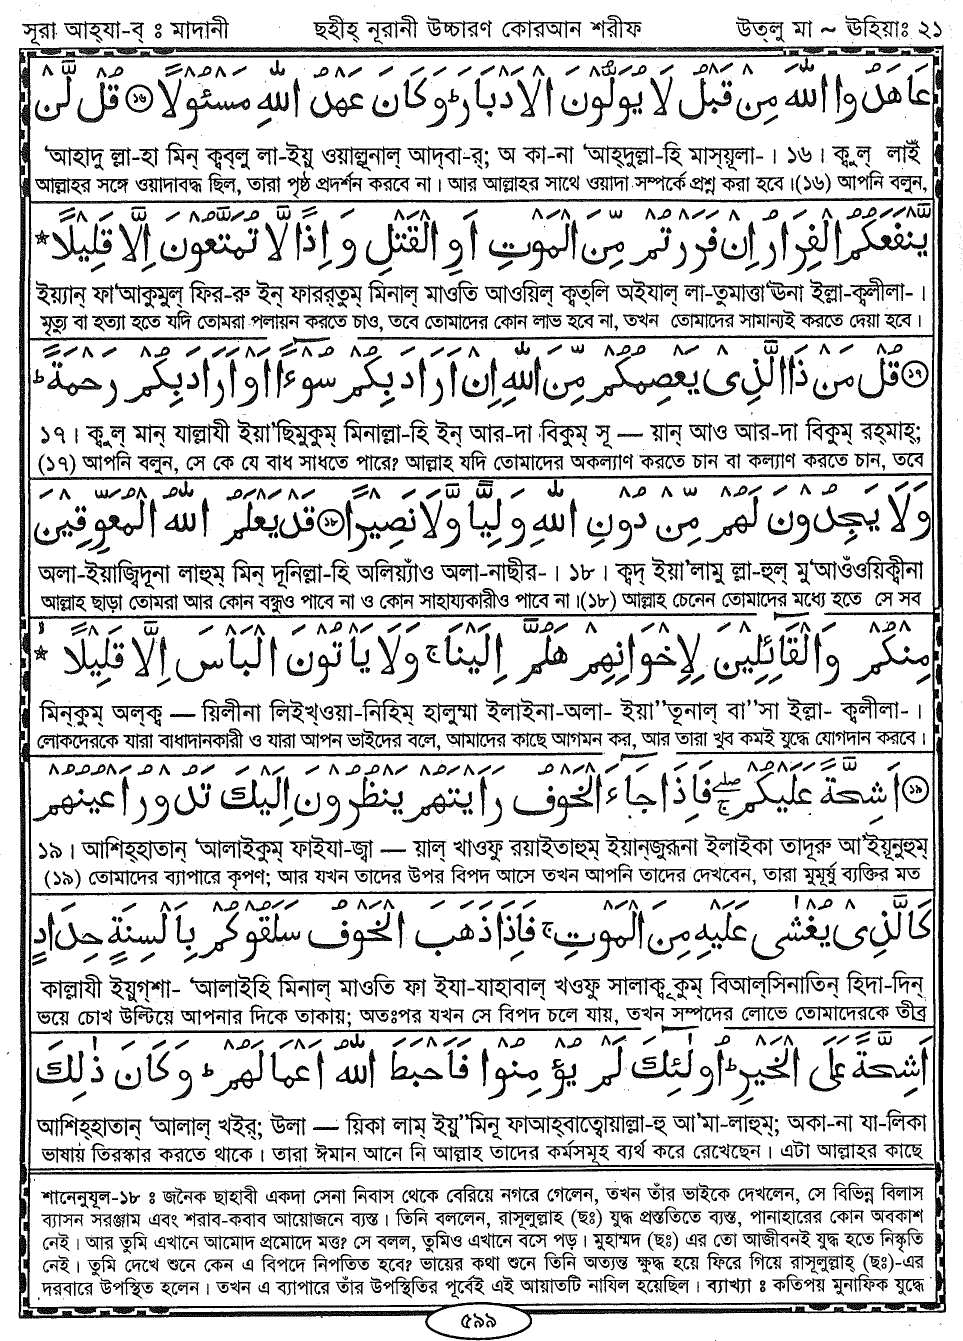 সূরা আহ্‌যা-ব্ ঃ মাদানী ছহীহ্ নূরানী উচ্চারণ কোরআন শরীফ উত্‌লু মা ~ ঊহিয়াঃ ২১
عَاهَدُوا اللّٰهَ مِنْ قَبْلُ لَا يُوَلُّوْنَ الْاَدْبَارَ ؕ وَكَانَ عَهْدُ اللّٰهِ مَسْئُوْلًا ﴿১৬﴾ قُلْ لَّنْ
‘আহাদু ল্লা-হা মিন্ ক্বব্‌লু লা-ইয়ু ওয়াল্লূনাল্ আদ্‌বা-র্; অ কা-না ‘আহ্‌দুল্লা-হি মাস্‌য়ূলা-। ১৬। কুল্ লাইঁ
আল্লাহর সঙ্গে ওয়াদাবদ্ধ ছিল, তারা পৃষ্ঠ প্রদর্শন করবে না। আর আল্লাহর সাথে ওয়াদা সম্পর্কে প্রশ্ন করা হবে। (১৬) আপনি বলুন,
يَّنْفَعَكُمُ الْفِرَارُ اِنْ فَرَرْتُمْ مِّنَ الْمَوْتِ اَوِ الْقَتْلِ وَاِذًا لَّا تُمَتَّعُوْنَ اِلَّا قَلِيْلًا *
ইয়্যান্ ফা‘আকুমুল্ ফির-রু ইন্ ফারর্‌তুম্ মিনাল্ মাওতি আওয়িল্ ক্বত্‌লি অইযাল্ লা-তুমাত্তা‘ঊনা ইল্লা-ক্বলীলা-।
মৃত্যু বা হত্যা হতে যদি তোমরা পলায়ন করতে চাও, তবে তোমাদের কোন লাভ হবে না, তখন তোমাদের সামান্যই করতে দেয়া হবে।
﴿১৭﴾ قُلْ مَنْ ذَا الَّذِىْ يَعْصِمُكُمْ مِّنَ اللّٰهِ اِنْ اَرَادَ بِكُمْ سُوْءًا اَوْ اَرَادَ بِكُمْ رَحْمَةً ؕ
১৭। ক্বুল্ মান্ যাল্লাযী ইয়া’ছিমুকুম্ মিনাল্লা-হি ইন্ আর-দা বিকুম্ সূ — য়ান্ আও আর-দা বিকুম্ রহ্‌মাহ্;
(১৭) আপনি বলুন, সে কে যে বাধ সাধতে পারে? আল্লাহ যদি তোমাদের অকল্যাণ করতে চান বা কল্যাণ করতে চান, তবে
وَلَا يَجِدُوْنَ لَهُمْ مِّنْ دُوْنِ اللّٰهِ وَلِيًّا وَّلَا نَصِيْرًا ﴿১৮﴾ قَدْ يَعْلَمُ اللّٰهُ الْمُعَوِّقِيْنَ
অলা-ইয়াজ্বিদূনা লাহুম্ মিন্ দূনিল্লা-হি অলিয়্যাঁও অলা-নাছীর-। ১৮। ক্বদ্ ইয়া’লামু ল্লা-হুল্ মু‘আওঁওয়িক্বীনা
আল্লাহ ছাড়া তোমরা আর কোন বন্ধুও পাবে না ও কোন সাহায্যকারীও পাবে না। (১৮) আল্লাহ চেনেন তোমাদের মধ্যে হতে সে সব
مِنْكُمْ وَالْقَآئِلِيْنَ لِاِخْوَانِهِمْ هَلُمَّ اِلَيْنَا ج وَلَا يَاْتُوْنَ الْبَاْسَ اِلَّا قَلِيْلًا *
মিন্‌কুম্ অল্‌ক্ব — য়িলীনা লিইখ্‌ওয়া-নিহিম্ হালুম্মা ইলাইনা-অলা- ইয়া”তূনাল্ বা”সা ইল্লা- ক্বলীলা-।
লোকদেরকে যারা বাধাদানকারী ও যারা আপন ভাইদের বলে, আমাদের কাছে আগমন কর, আর তারা খুব কমই যুদ্ধে যোগদান করবে।
﴿১৯﴾ اَشِحَّةً عَلَيْكُمْ ۖۚ فَاِذَا جَآءَ الْخَوْفُ رَاَيْتَهُمْ يَنْظُرُوْنَ اِلَيْكَ تَدُوْرُ اَعْيُنُهُمْ
১৯। আশিহ্‌হাতান্ ‘আলাইকুম্ ফাইযা-জ্বা — য়াল্ খাওফু রয়াইতাহুম্ ইয়ান্‌জুরূনা ইলাইকা তাদূরু আ‘ইয়ূনুহুম্
(১৯) তোমাদের ব্যাপারে কৃপণ; আর যখন তাদের উপর বিপদ আসে তখন আপনি তাদের দেখবেন, তারা মুমূর্ষু ব্যক্তির মত
كَالَّذِىْ يُغْشٰى عَلَيْهِ مِنَ الْمَوْتِ ج فَاِذَا ذَهَبَ الْخَوْفُ سَلَقُوْكُمْ بِاَلْسِنَةٍ حِدَادٍ
কাল্লাযী ইয়ুগ্‌শা- ‘আলাইহি মিনাল্ মাওতি ফা ইযা-যাহাবাল্ খওফু সালাক্বূকুম্ বিআল্‌সিনাতিন্ হিদা-দিন্
ভয়ে চোখ উল্টিয়ে আপনার দিকে তাকায়; অতঃপর যখন সে বিপদ চলে যায়, তখন সম্পদের লোভে তোমাদেরকে তীব্র
اَشِحَّةً عَلَى الْخَيْرِ ؕ اُولٰٓئِكَ لَمْ يُؤْمِنُوْا فَاَحْبَطَ اللّٰهُ اَعْمَالَهُمْ ؕ وَكَانَ ذٰلِكَ
আশিহ্‌হাতান্ ‘আলাল্ খইর্; উলা — য়িকা লাম্ ইয়ু”মিনূ ফাআহ্‌বাত্বোয়াল্লা-হু আ‘মা-লাহুম্; অকা-না যা-লিকা
ভাষায় তিরস্কার করতে থাকে। তারা ঈমান আনে নি আল্লাহ তাদের কর্মসমূহ ব্যর্থ করে রেখেছেন। এটা আল্লাহর কাছে
শানেনুযূল-১৮ ঃ জনৈক ছাহাবী একদা সেনা নিবাস থেকে বেরিয়ে নগরে গেলেন, তখন তাঁর ভাইকে দেখলেন, সে বিভিন্ন বিলাস
ব্যাসন সরঞ্জাম এবং শরাব-কবাব আয়োজনে ব্যস্ত। তিনি বললেন, রাসূলুল্লাহ (ছঃ) যুদ্ধ প্রস্ততিতে ব্যস্ত, পানাহারের কোন অবকাশ
নেই। আর তুমি এখানে আমোদ প্রমোদে মত্ত? সে বলল, তুমিও এখানে বসে পড়। মুহাম্মদ (ছঃ) এর তো আজীবনই যুদ্ধ হতে নিষ্কৃতি
নেই। তুমি দেখে শুনে কেন এ বিপদে নিপতিত হবে? ভায়ের কথা শুনে তিনি অত্যন্ত ক্ষুদ্ধ হয়ে ফিরে গিয়ে রাসূলুল্লাহ্ (ছঃ)-এর
দরবারে উপস্থিত হলেন। তখন এ ব্যাপারে তাঁর উপস্থিতির পূর্বেই এই আয়াতটি নাযিল হয়েছিল। ব্যাখ্যা ঃ কতিপয় মুনাফিক যুদ্ধে
৫৯৯